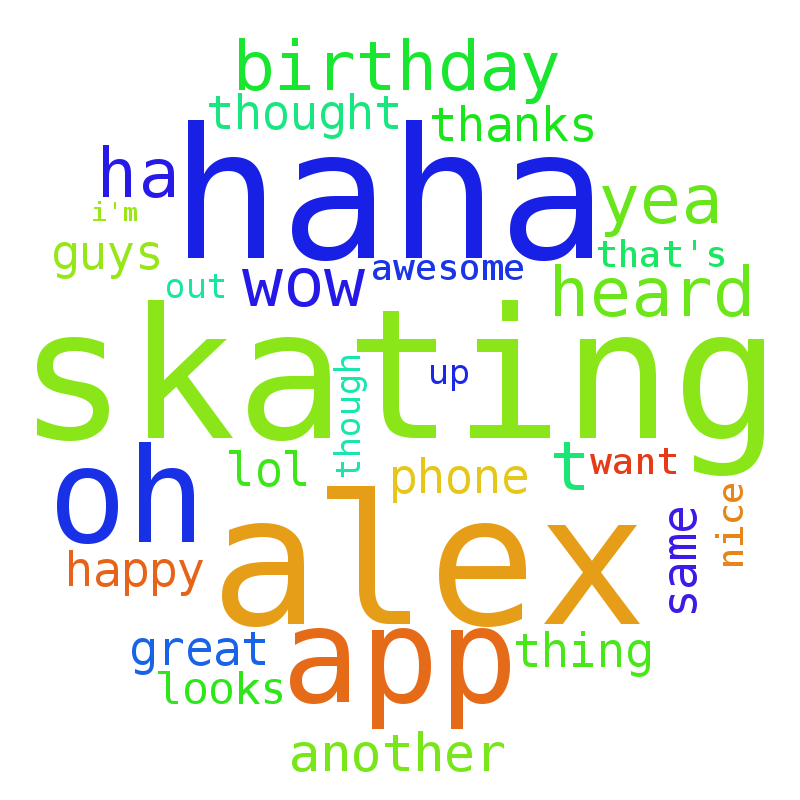 birthday
thought
thanks
haha
ha
yea
i'm
guys
that's
awesome
wow
out
heard
skating
though
up
oh
lol
phone
t
want
alex
nice
same
happy
app
great
thing
looks
another